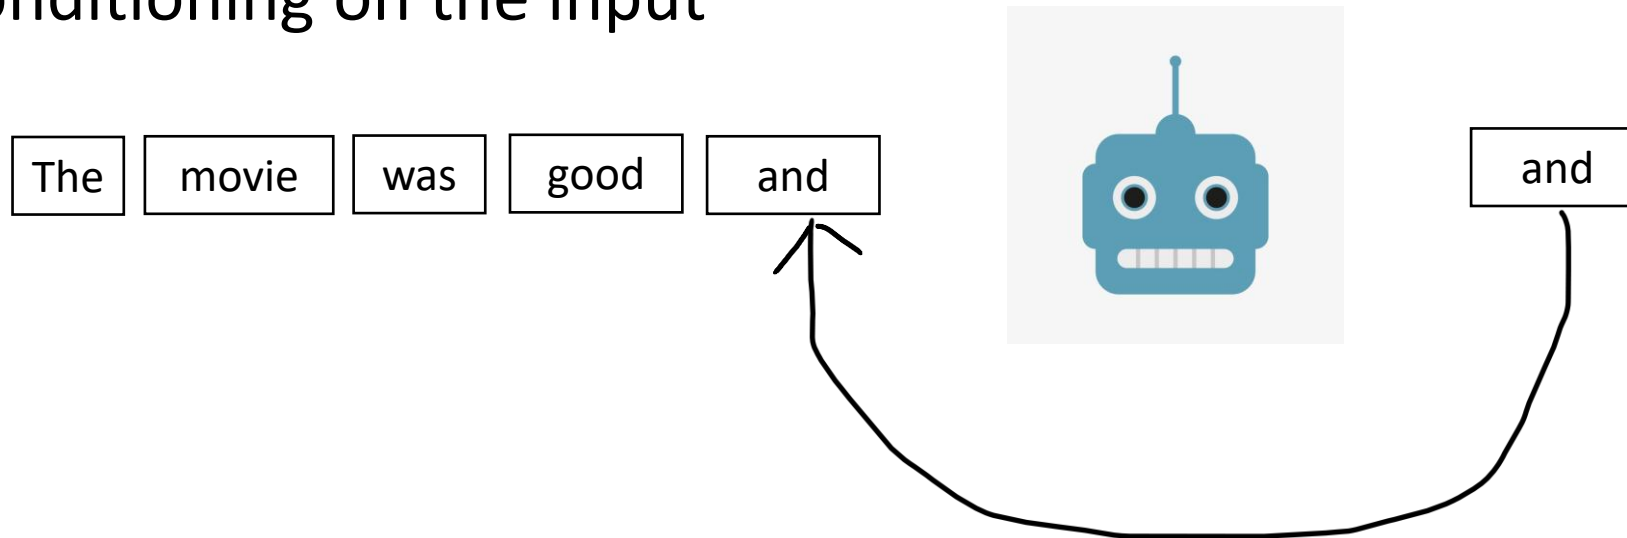 onditioning on the input
The movie was good and and